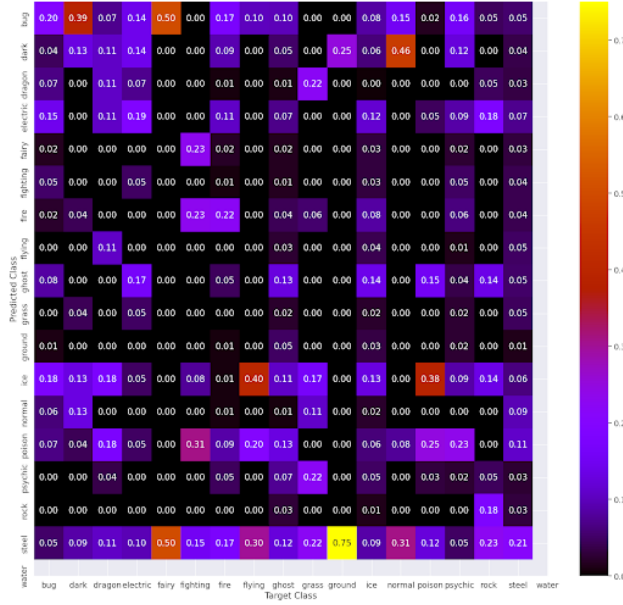 bug 0.20 0.39 0.07 0.14 0.50 0.00 0.17 0.10 0.10 0.00 0.08 0.15 0.02 0.16 0.05 0.05
dark 0.04 0.13 0.11 0.14 0.00 0.00 0.09 0.00 0.05 0.00 0.25 0.06 0.46 0.00 0.12 0.00 0.04
dragon 0.07 0.00 0.11 0.07 0.00 0.00 0.01 0.00 0.01 0.22 0.00 0.00 0.00 0.00 0.00 0.05 0.03
electric 0.15 0.00 0.11 0.19 0.00 0.00 0.11 0.00 0.07 0.00 0.00 0.12 0.00 0.05 0.09 0.18 0.07
fairy 0.02 0.00 0.00 0.00 0.00 0.23 0.02 0.00 0.02 0.00 0.00 0.03 0.00 0.00 0.02 0.00 0.03
fighting 0.05 0.00 0.00 0.05 0.00 0.00 0.01 0.00 0.01 0.00 0.00 0.03 0.00 0.00 0.05 0.00 0.04
fire 0.02 0.04 0.00 0.00 0.00 0.23 0.22 0.00 0.04 0.06 0.00 0.08 0.00 0.00 0.06 0.00 0.04
flying 0.00 0.00 0.11 0.00 0.00 0.00 0.00 0.00 0.03 0.00 0.00 0.04 0.00 0.00 0.01 0.00 0.05
ghost 0.08 0.00 0.00 0.17 0.00 0.00 0.05 0.00 0.13 0.00 0.00 0.14 0.00 0.15 0.04 0.14 0.07
grass 0.00 0.04 0.00 0.05 0.00 0.00 0.00 0.00 0.02 0.00 0.00 0.02 0.00 0.00 0.02 0.00 0.05
ground 0.01 0.00 0.00 0.00 0.00 0.00 0.01 0.00 0.05 0.00 0.00 0.03 0.00 0.00 0.02 0.00 0.01
ice 0.18 0.13 0.18 0.05 0.00 0.08 0.01 0.40 0.11 0.17 0.00 0.13 0.00 0.38 0.09 0.14 0.06
normal 0.06 0.13 0.00 0.00 0.00 0.00 0.01 0.00 0.01 0.11 0.00 0.02 0.00 0.00 0.00 0.00 0.09
poison 0.07 0.04 0.18 0.05 0.00 0.31 0.09 0.20 0.13 0.00 0.00 0.06 0.08 0.25 0.23 0.00 0.11
psychic 0.00 0.00 0.04 0.00 0.00 0.00 0.05 0.00 0.07 0.22 0.00 0.05 0.00 0.03 0.02 0.05 0.03
rock 0.00 0.00 0.00 0.00 0.00 0.00 0.00 0.00 0.03 0.00 0.00 0.01 0.00 0.00 0.00 0.18 0.03
steel 0.05 0.09 0.11 0.10 0.50 0.15 0.17 0.30 0.12 0.22 0.75 0.09 0.31 0.12 0.05 0.23 0.21
water
Predicted Class
bug dark dragon electric fairy fighting fire flying ghost grass ground ice normal poison psychic rock steel water
Target Class